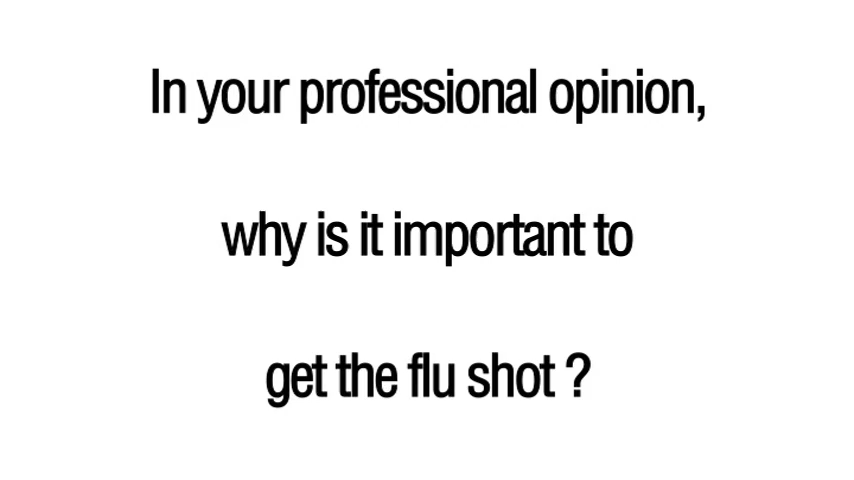 In your professional opinion,
why is it important to
get the flu shot ?